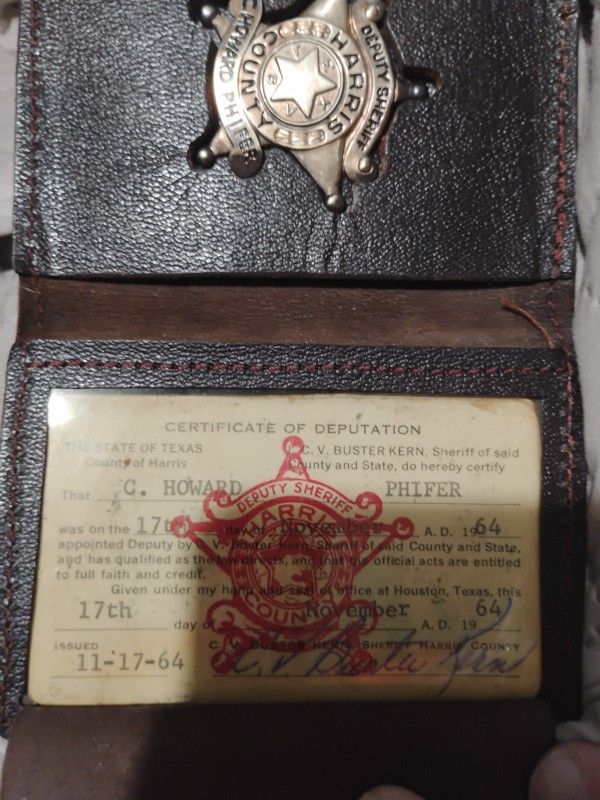 C HOWARD PHIFER
HARRIS
COUNTY
DEPUTY SHERIFF
CERTIFICATE OF DEPUTATION
THE STATE OF TEXAS
County of Harris
I, C. V. BUSTER KERN, Sheriff of said
County and State, do hereby certify
That C. HOWARD PHIFER
was on the 17th day of November A. D. 1964
appointed Deputy by C. V. Buster Kern, Sheriff of said County and State,
and has qualified as the law directs, and that his official acts are entitled
to full faith and credit.
Given under my hand and seal of office at Houston, Texas, this
17th day of November A. D. 1964
ISSUED
11-17-64
C. V. BUSTER KERN, SHERIFF HARRIS COUNTY
C. V. Buster Kern
DEPUTY SHERIFF
HARRIS
COUNTY